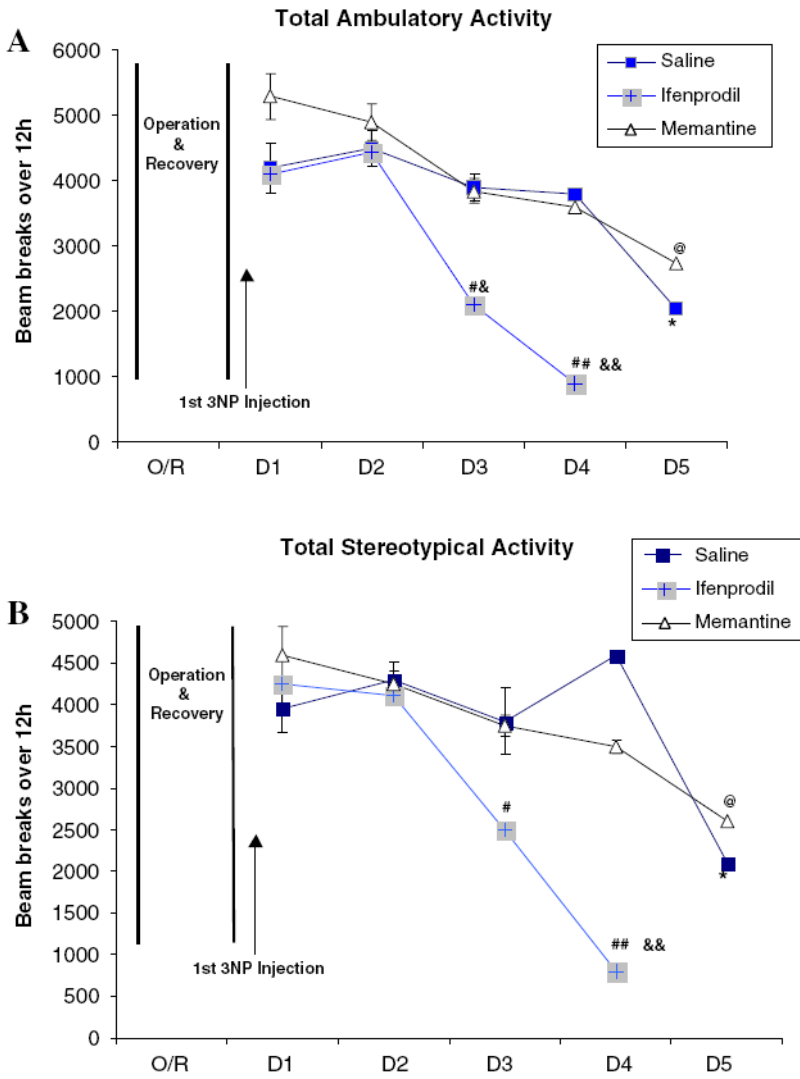 A
Total Ambulatory Activity
6000
5000
4000
3000
2000
1000
0
Beam breaks over 12h
Operation
&
Recovery
1st 3NP Injection
Saline
Ifenprodil
Memantine
#&
## &&
@
*
O/R D1 D2 D3 D4 D5
B
Total Stereotypical Activity
5000
4500
4000
3500
3000
2500
2000
1500
1000
500
0
Beam breaks over 12h
Operation
&
Recovery
1st 3NP Injection
Saline
Ifenprodil
Memantine
#
## &&
@
*
O/R D1 D2 D3 D4 D5